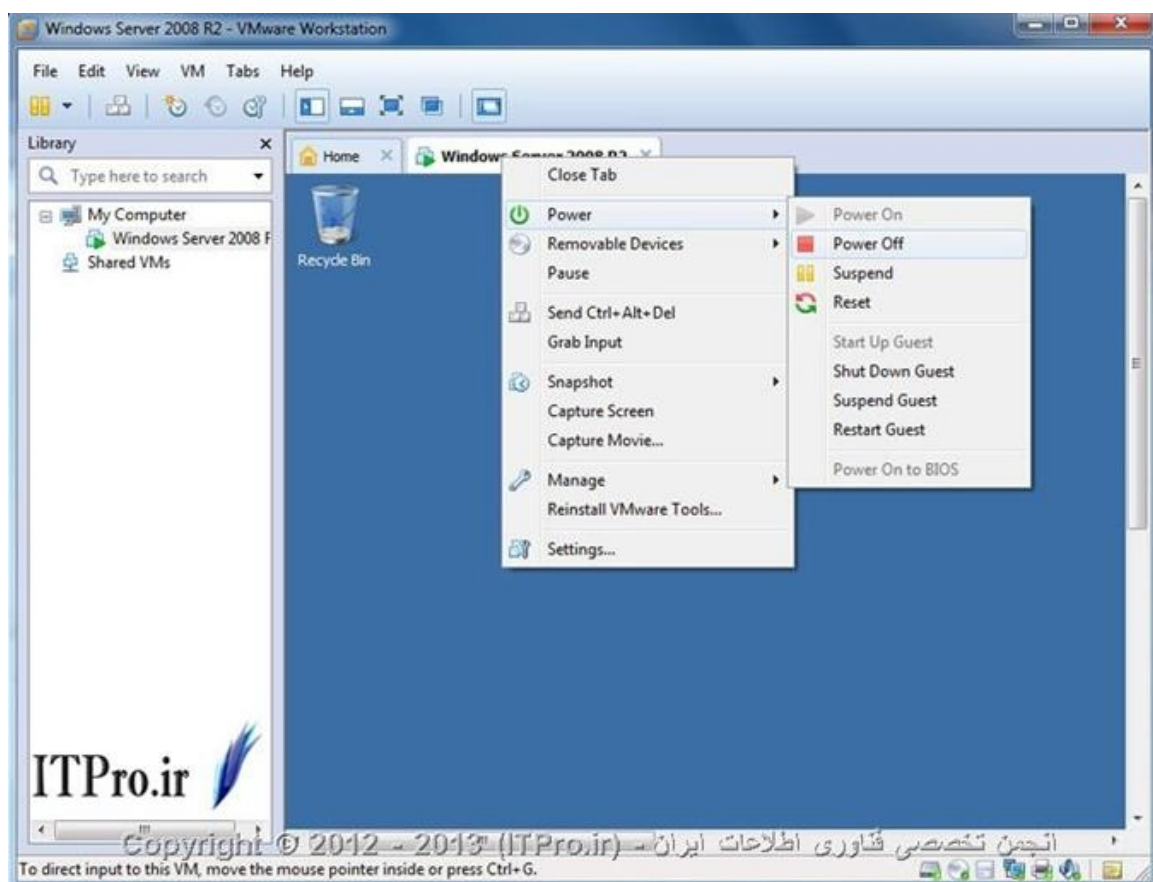 Windows Server 2008 R2 - VMware Workstation
File Edit View VM Tabs Help
Library
Type here to search
My Computer
Windows Server 2008 F
Shared VMs
Home
Windows Server 2008 R2
Recycle Bin
Close Tab
Power
Removable Devices
Pause
Send Ctrl+Alt+Del
Grab Input
Snapshot
Capture Screen
Capture Movie...
Manage
Reinstall VMware Tools...
Settings...
Power On
Power Off
Suspend
Reset
Start Up Guest
Shut Down Guest
Suspend Guest
Restart Guest
Power On to BIOS
ITPro.ir
Copyright © 2012 - 2013 (ITPro.ir) - انجمن تخصصی فناوری اطلاعات ایران
To direct input to this VM, move the mouse pointer inside or press Ctrl+G.